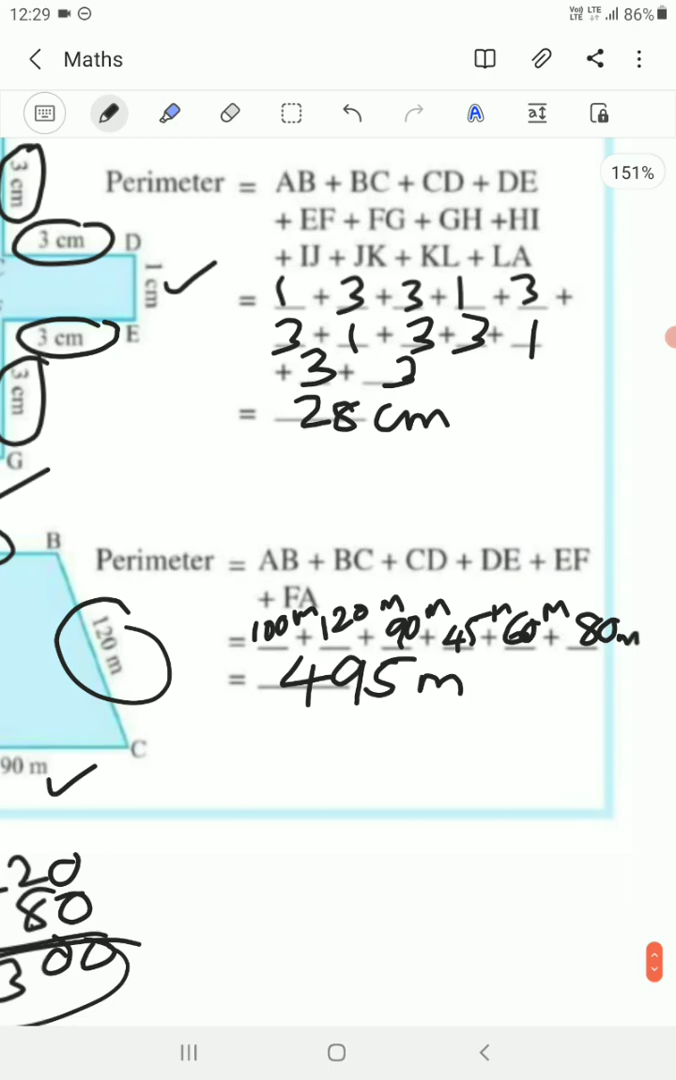 12:29 Vo)) LTE LTE 86%
Maths
151%
3 cm
Perimeter = AB + BC + CD + DE
+ EF + FG + GH +HI
+ IJ + JK + KL + LA
3 cm D
1 cm
= 1 + 3 + 3 + 1 + 3 +
3 cm E
3 + 1 + 3 + 3 + 1
+ 3 + 3
3 cm
= 28 cm
G
B
Perimeter = AB + BC + CD + DE + EF
+ FA
120 m
= 100m + 120m + 90m + 45m + 60m + 80m
= 495 m
C
90 m
20
80
300